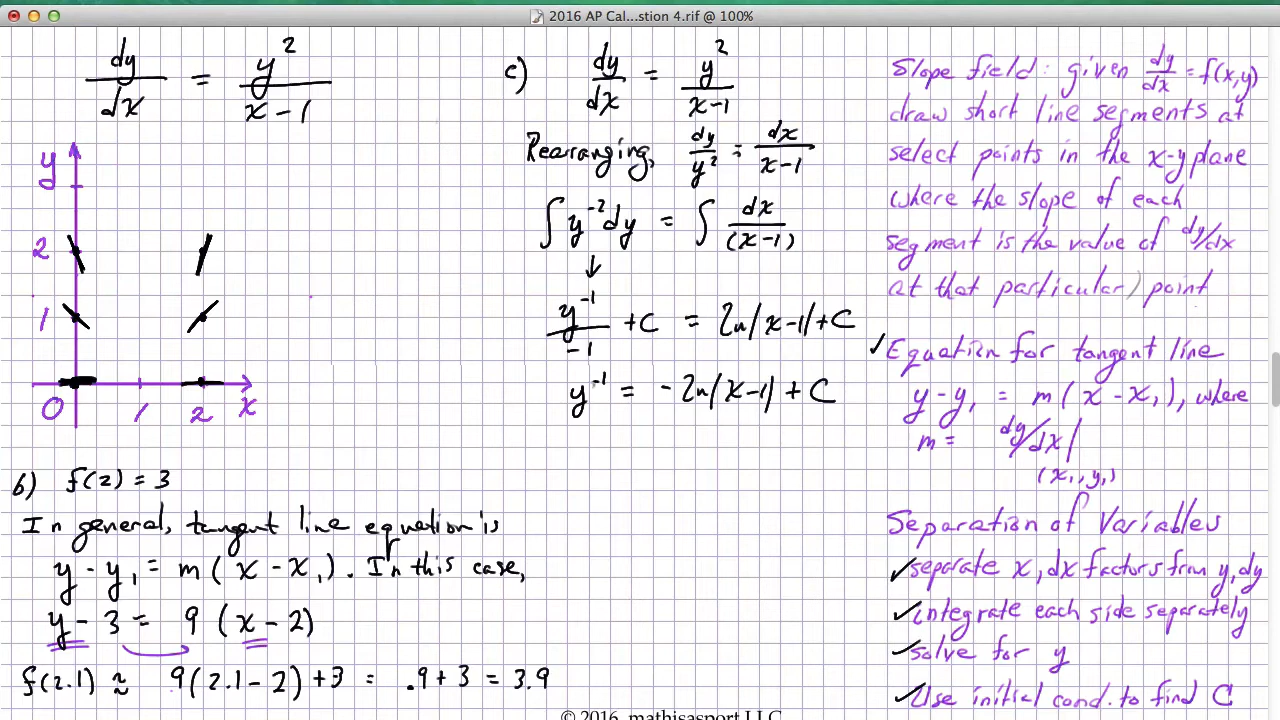 2016 AP Cal...stion 4.rif @ 100%
dy/dx = y²/(x-1)
y
2
1
0 1 2 x
b) f(2) = 3
In general, tangent line equation is
y - y₁ = m(x - x₁). In this case,
y - 3 = 9(x - 2)
f(2.1) ≈ 9(2.1 - 2) + 3 = .9 + 3 = 3.9
c) dy/dx = y²/(x-1)
Rearranging, dy/y² = dx/(x-1)
∫ y⁻² dy = ∫ dx/(x-1)
↓
y⁻¹/-1 + C = ln|x-1| + C
y⁻¹ = -ln|x-1| + C
Slope field: given dy/dx = f(x,y)
draw short line segments at
select points in the x-y plane
where the slope of each
segment is the value of dy/dx
at that particular) point
✓Equation for tangent line
y - y₁ = m(x - x₁), where
m = dy/dx|
(x₁, y₁)
Separation of Variables
✓separate x, dx factors from y, dy
✓integrate each side separately
✓solve for y
✓Use initial cond. to find C
© 2016 mathisasport LLC